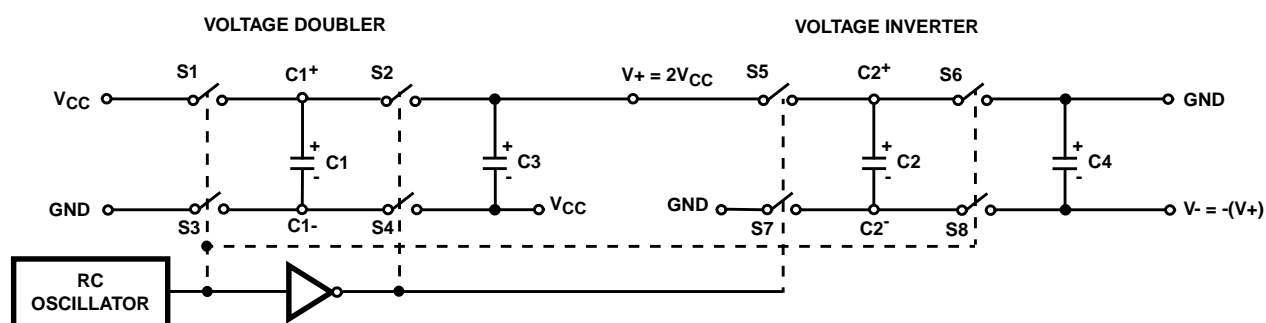 VOLTAGE DOUBLER
VOLTAGE INVERTER
S1
C1+
S2
V+ = 2VCC
S5
C2+
S6
VCC
GND
+
C1
-
+
C3
-
+
C2
-
+
C4
-
GND
S3
C1-
S4
VCC
GND
S7
C2-
S8
V- = -(V+)
RC
OSCILLATOR